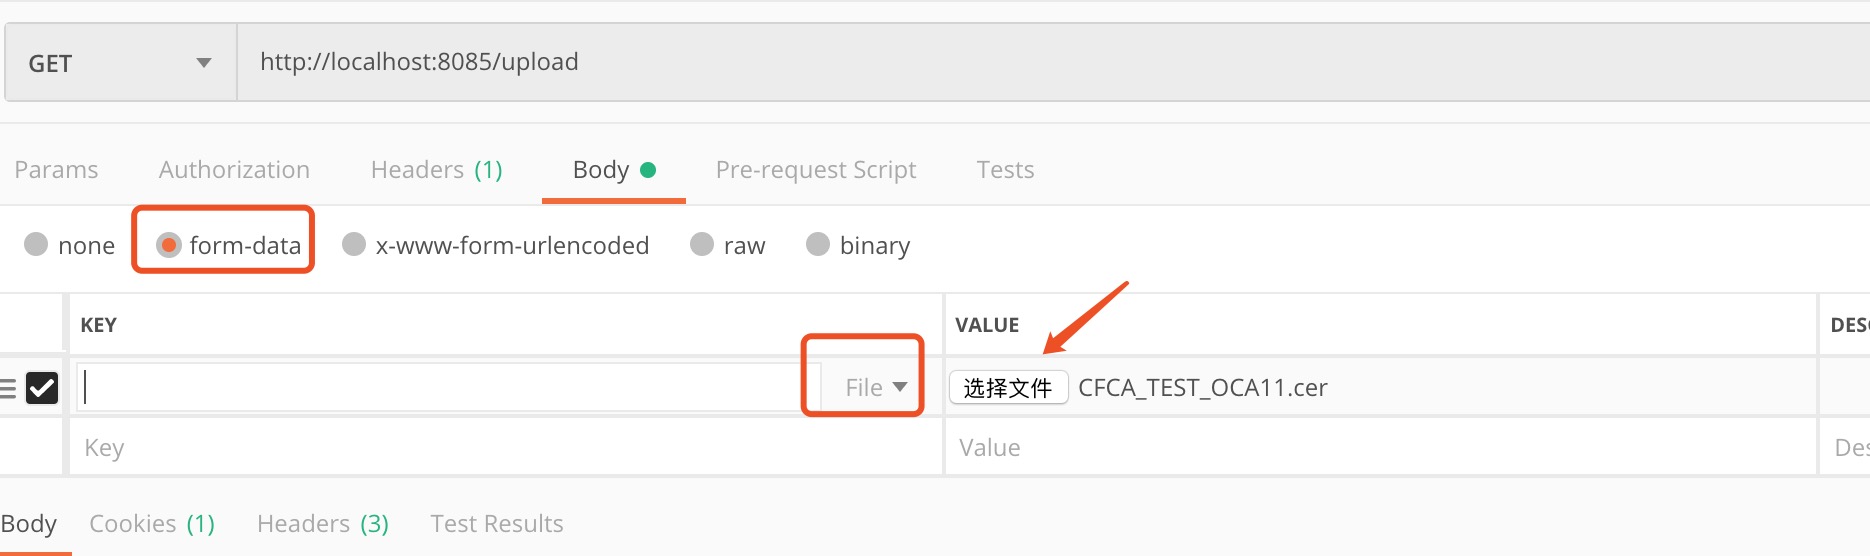 GET http://localhost:8085/upload
Params Authorization Headers (1) Body Pre-request Script Tests
none form-data x-www-form-urlencoded raw binary
KEY VALUE
File 选择文件 CFCA_TEST_OCA11.cer
Key Value
Body Cookies (1) Headers (3) Test Results